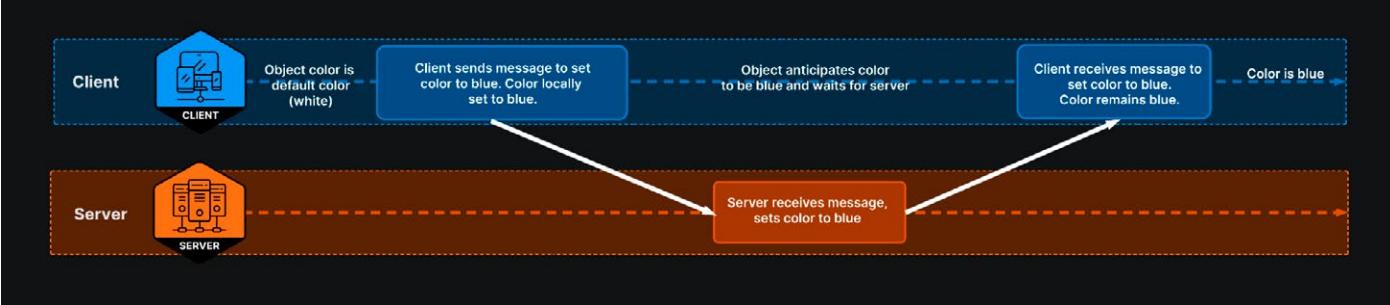 Client
CLIENT
Object color is
default color
(white)
Client sends message to set
color to blue. Color locally
set to blue.
Object anticipates color
to be blue and waits for server
Client receives message to
set color to blue.
Color remains blue.
Color is blue
Server
SERVER
Server receives message,
sets color to blue